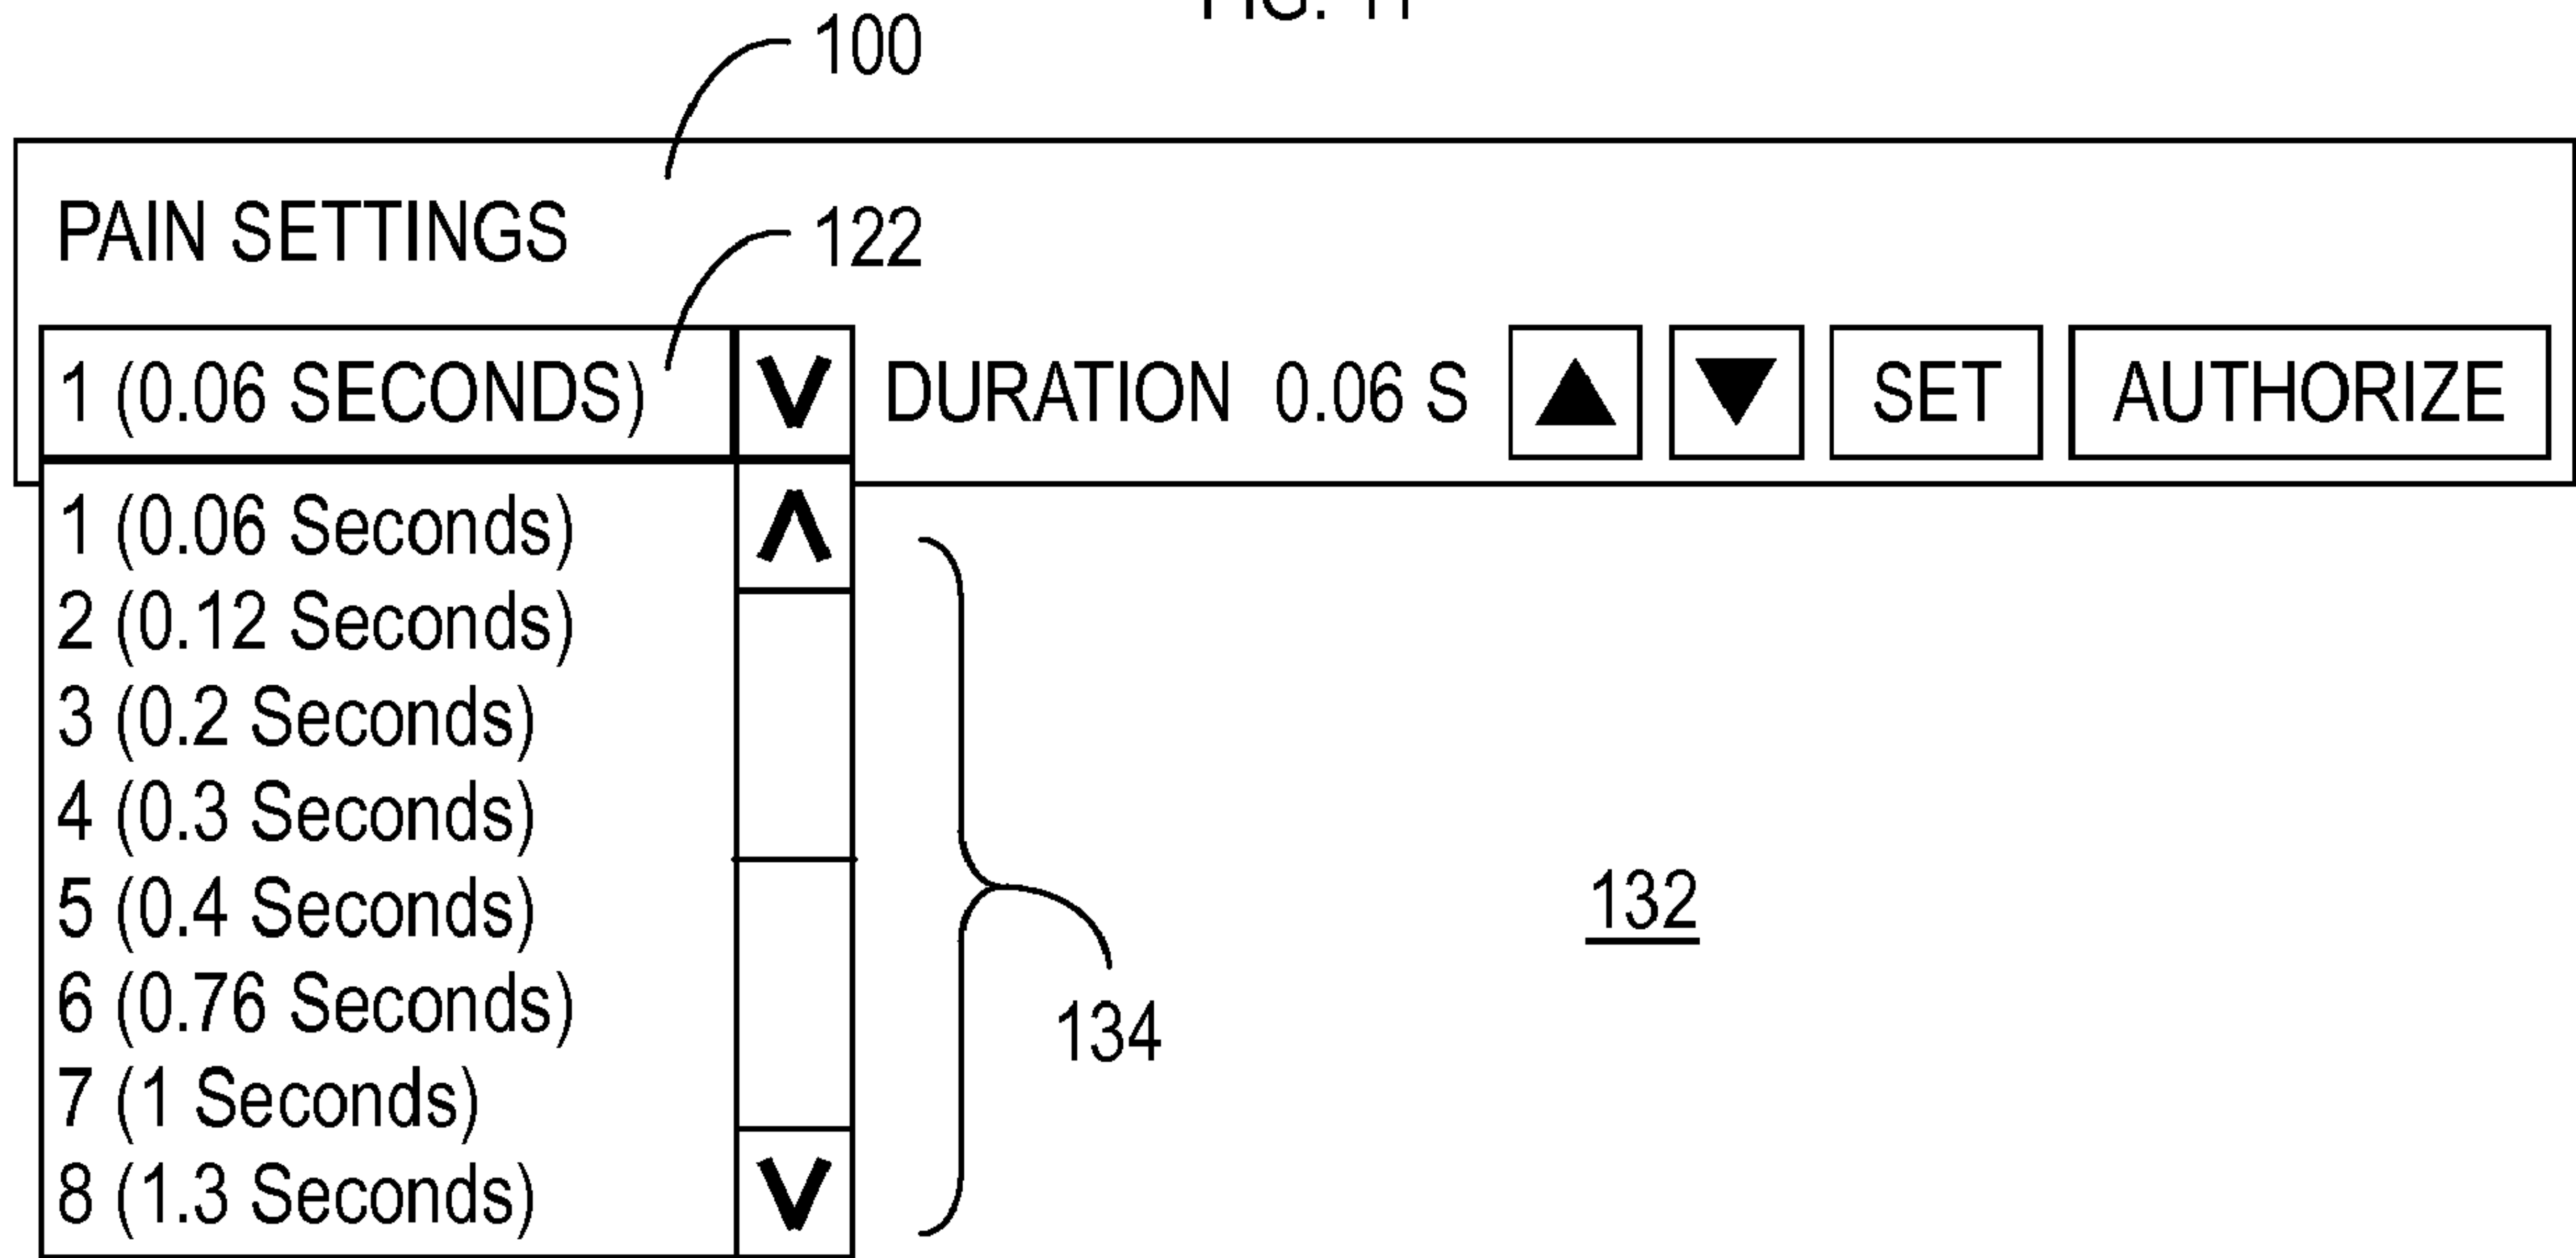 FIG. 11
100
PAIN SETTINGS
122
1 (0.06 SECONDS) V DURATION 0.06 S ▲ ▼ SET AUTHORIZE
1 (0.06 Seconds)
2 (0.12 Seconds)
3 (0.2 Seconds)
4 (0.3 Seconds)
5 (0.4 Seconds)
132
6 (0.76 Seconds)
134
7 (1 Seconds)
8 (1.3 Seconds)